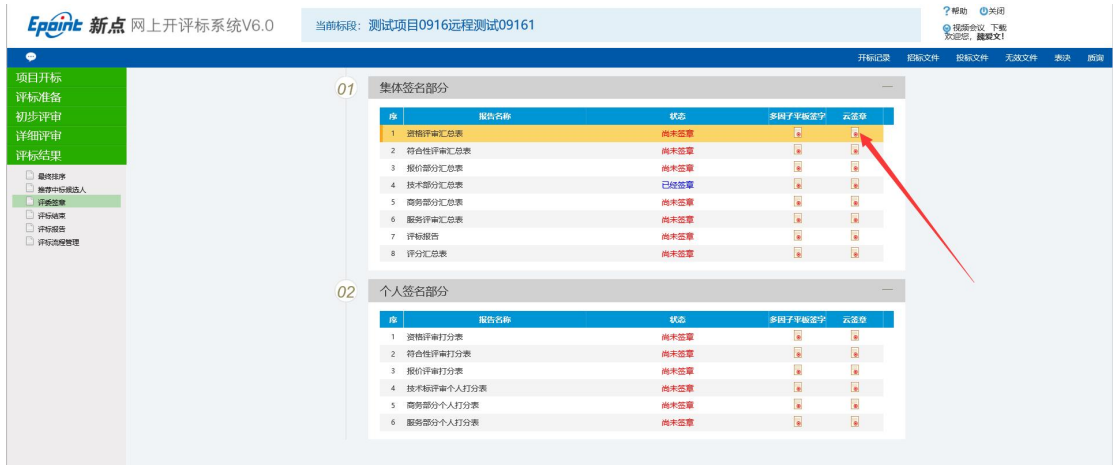 ?帮助 关闭
Epoint 新点 网上开评标系统V6.0 当前标段: 测试项目0916远程测试09161
视频会议 下载
欢迎您, 魏爱文!
开标记录 招标文件 投标文件 无效文件 表决 质询
项目开标
评标准备
初步评审
详细评审
评标结果
最终排序
推荐中标候选人
评委签章
评标结束
评标报告
评标流程管理
01 集体签名部分 —
序 报告名称 状态 多因子平板签字 云签章
1 资格评审汇总表 尚未签章
2 符合性评审汇总表 尚未签章
3 报价部分汇总表 尚未签章
4 技术部分汇总表 已经签章
5 商务部分汇总表 尚未签章
6 服务评审汇总表 尚未签章
7 评标报告 尚未签章
8 评分汇总表 尚未签章
02 个人签名部分 —
序 报告名称 状态 多因子平板签字 云签章
1 资格评审打分表 尚未签章
2 符合性评审打分表 尚未签章
3 报价评审打分表 尚未签章
4 技术标评审个人打分表 尚未签章
5 商务部分个人打分表 尚未签章
6 服务部分个人打分表 尚未签章